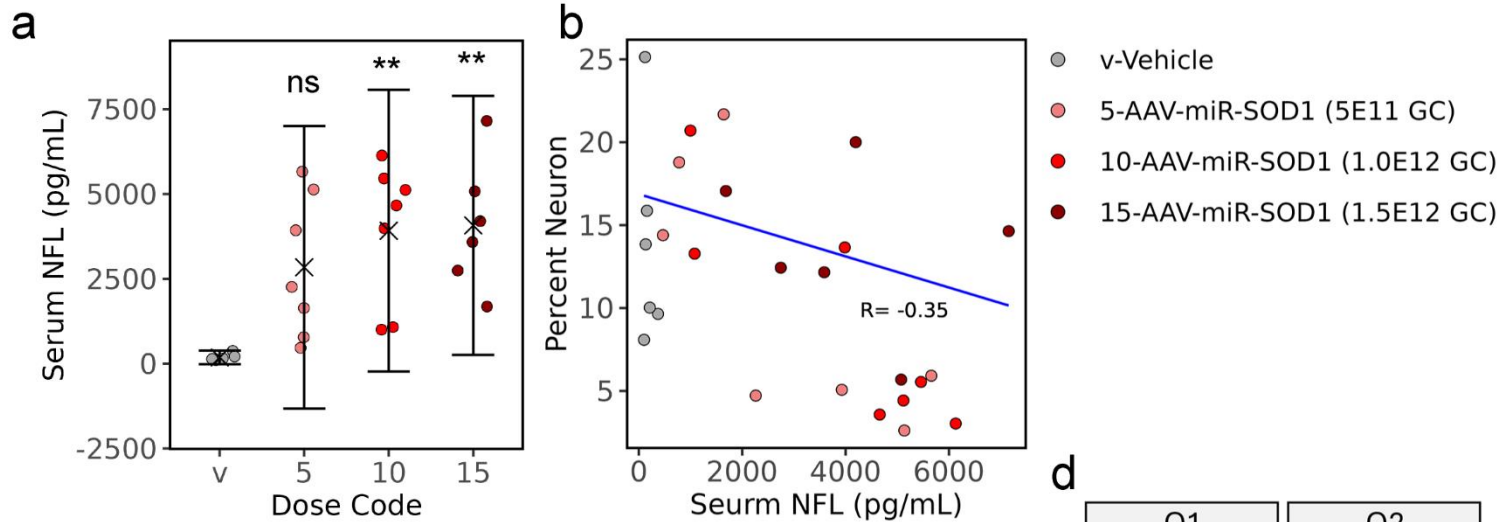 a
Serum NFL (pg/mL)
7500
5000
2500
0
-2500
ns
**
**
v
5
10
15
Dose Code
b
Percent Neuron
25
20
15
10
5
R= -0.35
0
2000
4000
6000
Seurm NFL (pg/mL)
v-Vehicle
5-AAV-miR-SOD1 (5E11 GC)
10-AAV-miR-SOD1 (1.0E12 GC)
15-AAV-miR-SOD1 (1.5E12 GC)
d